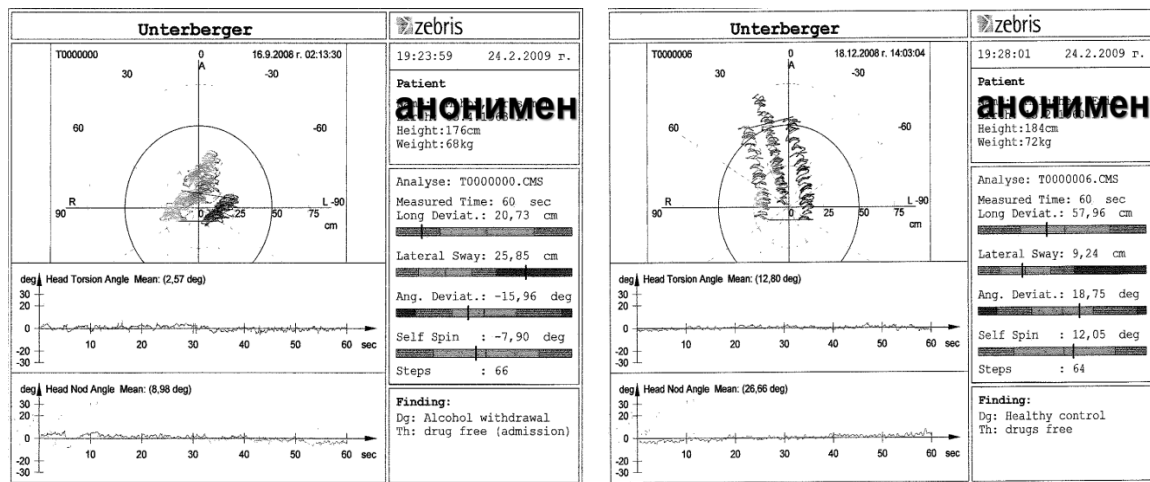 Unterberger
T0000000
16.9.2008 г. 02:13:30
0
A
30
-30
60
-60
R
L
90
-90
0
25
50
75
cm
deg
Head Torsion Angle Mean: (2,57 deg)
30
20
0
-20
-30
10
20
30
40
50
60
sec
deg
Head Nod Angle Mean: (8,98 deg)
30
20
0
-20
-30
10
20
30
40
50
60
sec
zebris
19:23:59 24.2.2009 г.
Patient
анонимен
Height:176cm
Weight:68kg
Analyse: T0000000.CMS
Measured Time: 60 sec
Long Deviat.: 20,73 cm
Lateral Sway: 25,85 cm
Ang. Deviat.: -15,96 deg
Self Spin : -7,90 deg
Steps : 66
Finding:
Dg: Alcohol withdrawal
Th: drug free (admission)
Unterberger
T0000006
18.12.2008 г. 14:03:04
0
A
30
-30
60
-60
R
L
90
-90
0
25
50
75
cm
deg
Head Torsion Angle Mean: (12,80 deg)
30
20
0
-20
-30
10
20
30
40
50
60
sec
deg
Head Nod Angle Mean: (26,66 deg)
30
20
0
-20
-30
10
20
30
40
50
60
sec
zebris
19:28:01 24.2.2009 г.
Patient
анонимен
Height:184cm
Weight:72kg
Analyse: T0000006.CMS
Measured Time: 60 sec
Long Deviat.: 57,96 cm
Lateral Sway: 9,24 cm
Ang. Deviat.: 18,75 deg
Self Spin : 12,05 deg
Steps : 64
Finding:
Dg: Healthy control
Th: drugs free